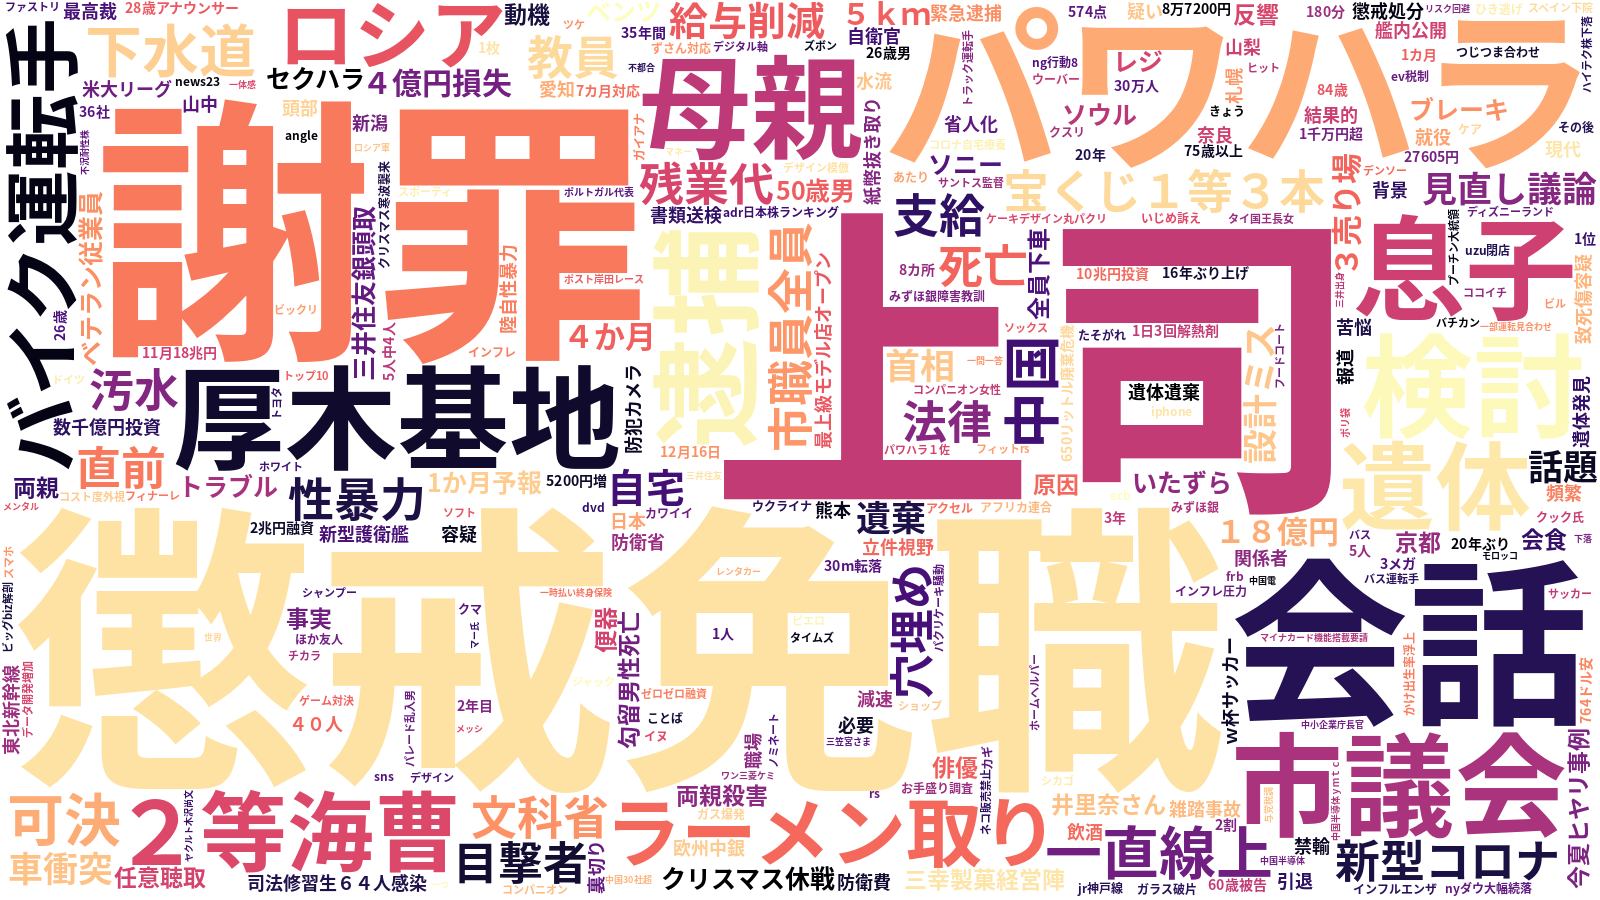 ファストリ
最高裁
28歳アナウンサー
ロシア
動機
ツケ
ベンツ
給与削減
５ｋｍ
緊急逮捕
574点
疑い
8万7200円
反響
180分
懲戒処分
リスク回避
ひき逃げ
スペイン下院
バイク運転手
下水道
1枚
教員
35年間
ずさん対応
デジタル軸
ズボン
自衛官
26歳男
パワハラ
艦内公開
ハイテク株下落
米大リーグ
news23
一体感
セクハラ
４億円損失
愛知
7カ月対応
不都合
母親
水流
トラック運転手
ng行動8
ウーバー
レジ
30万人
山梨
ヒット
札幌
1カ月
つじつま合わせ
ev税制
36社
山中
頭部
angle
新潟
ロシア軍
ガイアナ
マネー
デザイン模倣
紙幣抜き取り
省人化
コロナ自宅療養
クスリ
ソウル
きょう
奈良
75歳以上
84歳
結果的
1千万円超
ブレーキ
就役
ケア
その後
現代
不況耐性株
謝罪
スポーティ
ポルトガル代表
残業代
50歳男
ソニー
サントス監督
あたり
20年
27605円
デンソー
背景
見直し議論
ベテラン従業員
クリスマス寒波襲来
書類送検
adr日本株ランキング
支給
宝くじ１等３本
ケーキデザイン丸パクリ
いじめ訴え
タイ国王長女
３売り場
ディズニーランド
三井住友銀頭取
逮捕
市職員全員
最上級モデル店オープン
上司
死亡
8カ所
みずほ銀障害教訓
全員下車
10兆円投資
16年ぶり上げ
息子
プーチン大統領
uzu閉店
1位
26歳
ビックリ
陸自性暴力
ポスト岸田レース
三井出身
ココイチ
ビル
致死傷容疑
11月18兆円
5人中4人
インフレ
４か月
ソックス
たそがれ
1日3回解熱剤
苦悩
バチカン
一部運転見合わせ
ドイツ
汚水
トップ10
トヨタ
厚木基地
防犯カメラ
首相
一問一答
コンパニオン女性
中国
650リットル廃棄危機
遺体遺棄
iphone
設計ミス
フードコート
報道
検討
遺体発見
数千億円投資
法律
ポリ袋
直前
ホワイト
12月16日
パワハラ１佐
フィットrs
遺体
話題
両親
コスト度外視
フィナーレ
トラブル
性暴力
1か月予報
5200円増
自宅
三井住友
原因
ecb
いたずら
頻繁
メンタル
2兆円融資
新型護衛艦
ソフト
容疑
dvd
カワイイ
日本
防衛省
ウクライナ
熊本
遺棄
アクセル
アフリカ連合
3年
みずほ銀
１８億円
バス
5人
京都
20年ぶり
モロッコ
クック氏
会食
下落
スマホ
ビッグbiz解剖
懲戒免職
立件視野
30m転落
関係者
frb
中国電
インフレ圧力
3メガ
バス運転手
サッカー
シャンプー
事実
ほか友人
チカラ
世界
クマ
マー氏
レンタカー
一時払い終身保険
便器
勾留男性死亡
1人
ピエロ
タイムズ
穴埋め
パクリケーキ騒動
会話
マイナカード機能搭載要請
東北新幹線
データ開発増加
ゲーム対決
４０人
パレード乱入男
2年目
メッシ
ジャック
ゼロゼロ融資
ことば
イヌ
職場
ノミネート
減速
ショップ
必要
三笠宮さま
ホームヘルパー
w杯サッカー
かけ出生率浮上
764ドル安
中小企業庁長官
sns
デザイン
ワン三菱ケミ
俳優
お手盛り調査
rs
ネコ販売禁止カギ
シカゴ
市議会
今夏ヒヤリ事例
可決
２等海曹
ヤクルト木沢尚文
文科省
両親殺害
ガス爆発
ラーメン取り
井里奈さん
雑踏事故
与党税調
中国半導体ymtc
車衝突
任意聴取
司法修習生６４人感染
目撃者
コンパニオン
裏切り
欧州中銀
中国30社超
クリスマス休戦
防衛費
三幸製菓経営陣
飲酒
2割
一直線上
禁輸
新型コロナ
中国半導体
jr神戸線
ガラス破片
60歳被告
引退
インフルエンザ
nyダウ大幅続落